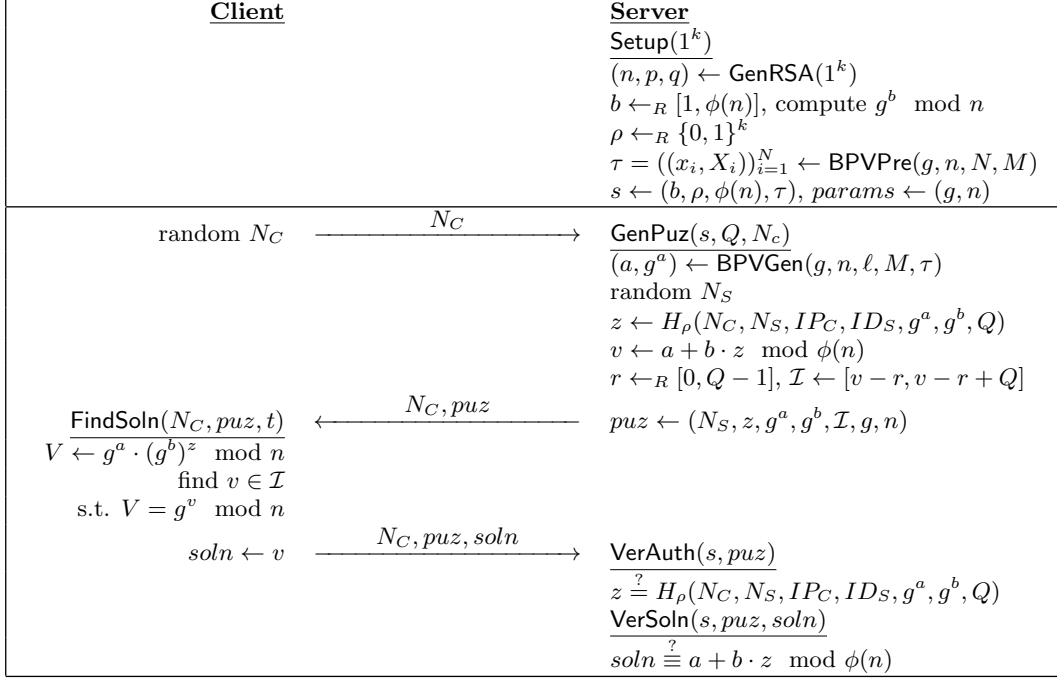 Client Server
Setup(1^k)
(n, p, q) ← GenRSA(1^k)
b ←_R [1, φ(n)], compute g^b mod n
ρ ←_R {0, 1}^k
τ = ((x_i, X_i))_{i=1}^N ← BPVPre(g, n, N, M)
s ← (b, ρ, φ(n), τ), params ← (g, n)
random N_C N_C GenPuz(s, Q, N_c)
(a, g^a) ← BPVGen(g, n, ℓ, M, τ)
random N_S
z ← H_ρ(N_C, N_S, IP_C, ID_S, g^a, g^b, Q)
v ← a + b · z mod φ(n)
r ←_R [0, Q − 1], 𝓘 ← [v − r, v − r + Q]
FindSoln(N_C, puz, t) N_C, puz puz ← (N_S, z, g^a, g^b, 𝓘, g, n)
V ← g^a · (g^b)^z mod n
find v ∈ 𝓘
s.t. V = g^v mod n
soln ← v N_C, puz, soln VerAuth(s, puz)
z ≟ H_ρ(N_C, N_S, IP_C, ID_S, g^a, g^b, Q)
VerSoln(s, puz, soln)
soln ≡^? a + b · z mod φ(n)